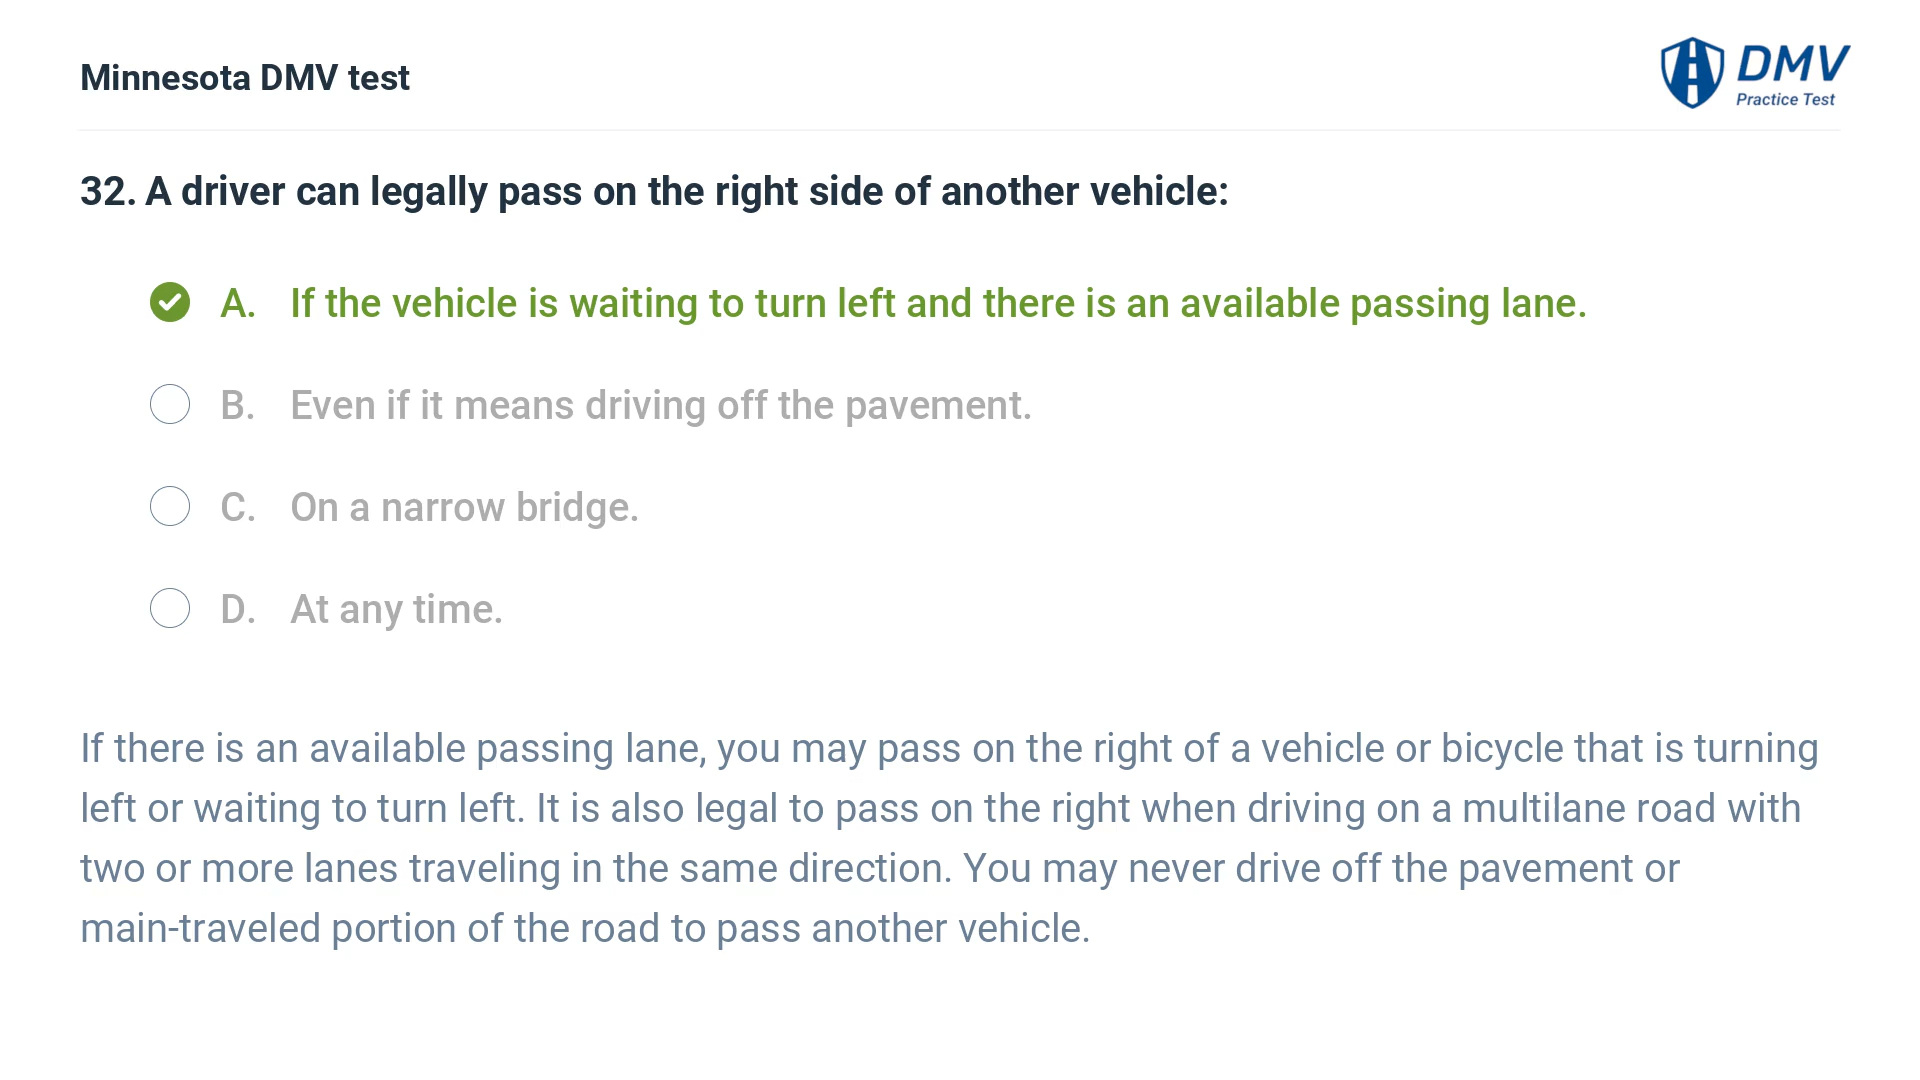 Minnesota DMV test
DMV
Practice Test
32. A driver can legally pass on the right side of another vehicle:
A. If the vehicle is waiting to turn left and there is an available passing lane.
B. Even if it means driving off the pavement.
C. On a narrow bridge.
D. At any time.
If there is an available passing lane, you may pass on the right of a vehicle or bicycle that is turning
left or waiting to turn left. It is also legal to pass on the right when driving on a multilane road with
two or more lanes traveling in the same direction. You may never drive off the pavement or
main-traveled portion of the road to pass another vehicle.